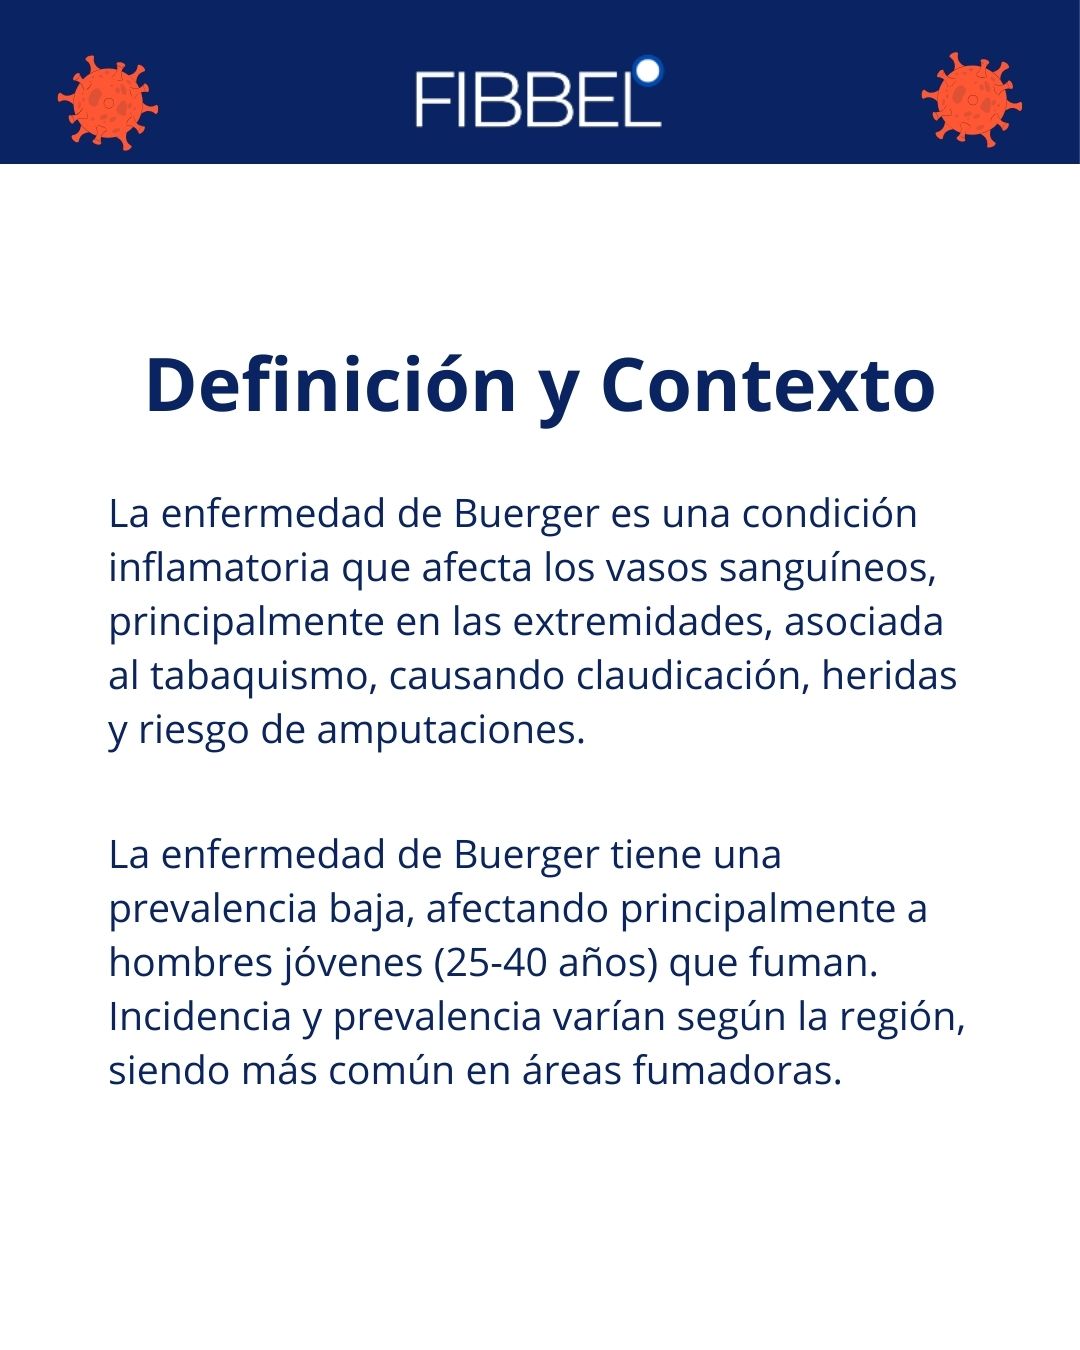 FIBBEL
Definición y Contexto
La enfermedad de Buerger es una condición
inflamatoria que afecta los vasos sanguíneos,
principalmente en las extremidades, asociada
al tabaquismo, causando claudicación, heridas
y riesgo de amputaciones.
La enfermedad de Buerger tiene una
prevalencia baja, afectando principalmente a
hombres jóvenes (25-40 años) que fuman.
Incidencia y prevalencia varían según la región,
siendo más común en áreas fumadoras.